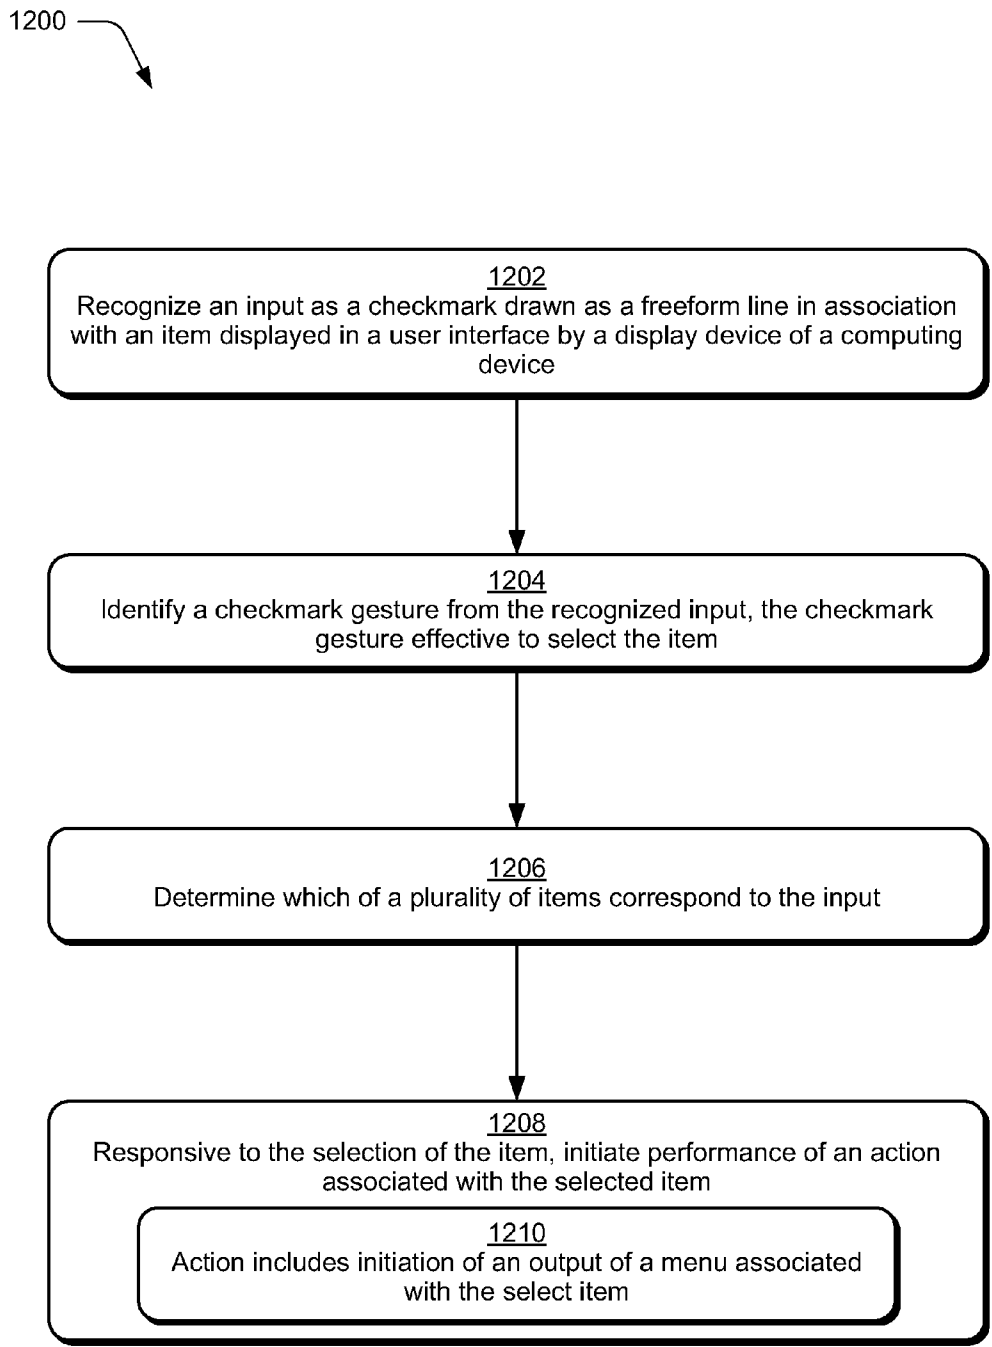 1200
1202
Recognize an input as a checkmark drawn as a freeform line in association
with an item displayed in a user interface by a display device of a computing
device
1204
Identify a checkmark gesture from the recognized input, the checkmark
gesture effective to select the item
1206
Determine which of a plurality of items correspond to the input
1208
Responsive to the selection of the item, initiate performance of an action
associated with the selected item
1210
Action includes initiation of an output of a menu associated
with the select item